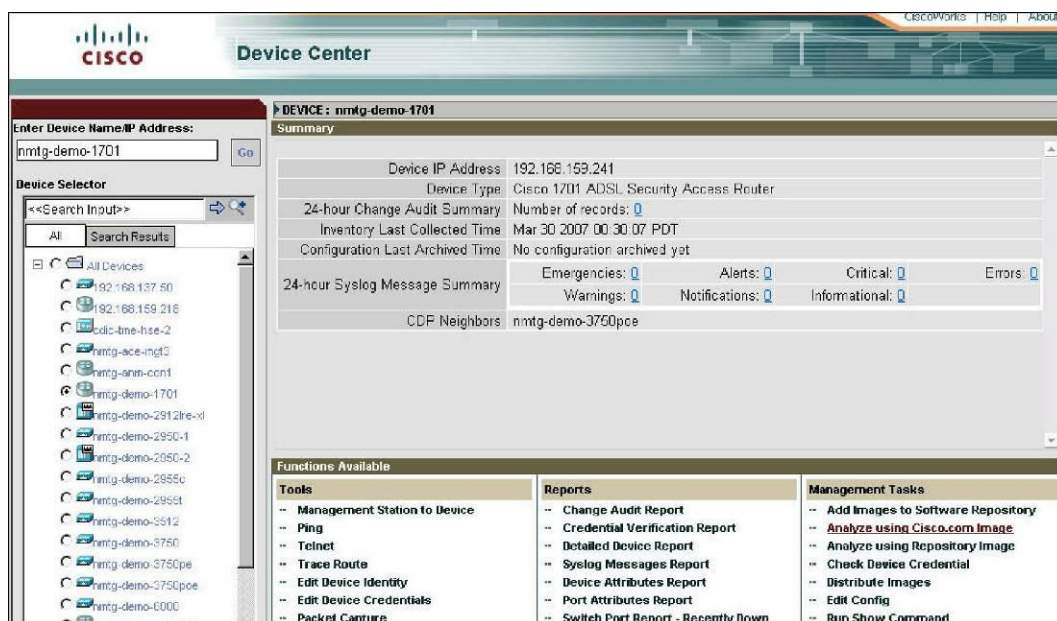 CiscoWorks | Help | About
CISCO
Device Center
DEVICE : nmtg-demo-1701
Enter Device Name/IP Address:
nmtg-demo-1701
Go
Device Selector
<<Search Input>>
All
Search Results
All Devices
192.168.137.50
192.168.159.218
cdic-tme-hse-2
nmtg-ace-mgt3
nmtg-anm-cont
nmtg-demo-1701
nmtg-demo-2912lre-xl
nmtg-demo-2950-1
nmtg-demo-2950-2
nmtg-demo-2955c
nmtg-demo-2955t
nmtg-demo-3512
nmtg-demo-3750
nmtg-demo-3750pe
nmtg-demo-3750poe
nmtg-demo-6000
Summary
Device IP Address 192.168.159.241
Device Type Cisco 1701 ADSL Security Access Router
24-hour Change Audit Summary Number of records: 0
Inventory Last Collected Time Mar 30 2007 00:30:07 PDT
Configuration Last Archived Time No configuration archived yet
24-hour Syslog Message Summary
Emergencies: 0 Alerts: 0 Critical: 0 Errors: 0
Warnings: 0 Notifications: 0 Informational: 0
CDP Neighbors nmtg-demo-3750poe
Functions Available
Tools
Management Station to Device
Ping
Telnet
Trace Route
Edit Device Identity
Edit Device Credentials
Packet Capture
Reports
Change Audit Report
Credential Verification Report
Detailed Device Report
Syslog Messages Report
Device Attributes Report
Port Attributes Report
Switch Port Report - Recently Down
Management Tasks
Add Images to Software Repository
Analyze using Cisco.com Image
Analyze using Repository Image
Check Device Credential
Distribute Images
Edit Config
Run Show Command